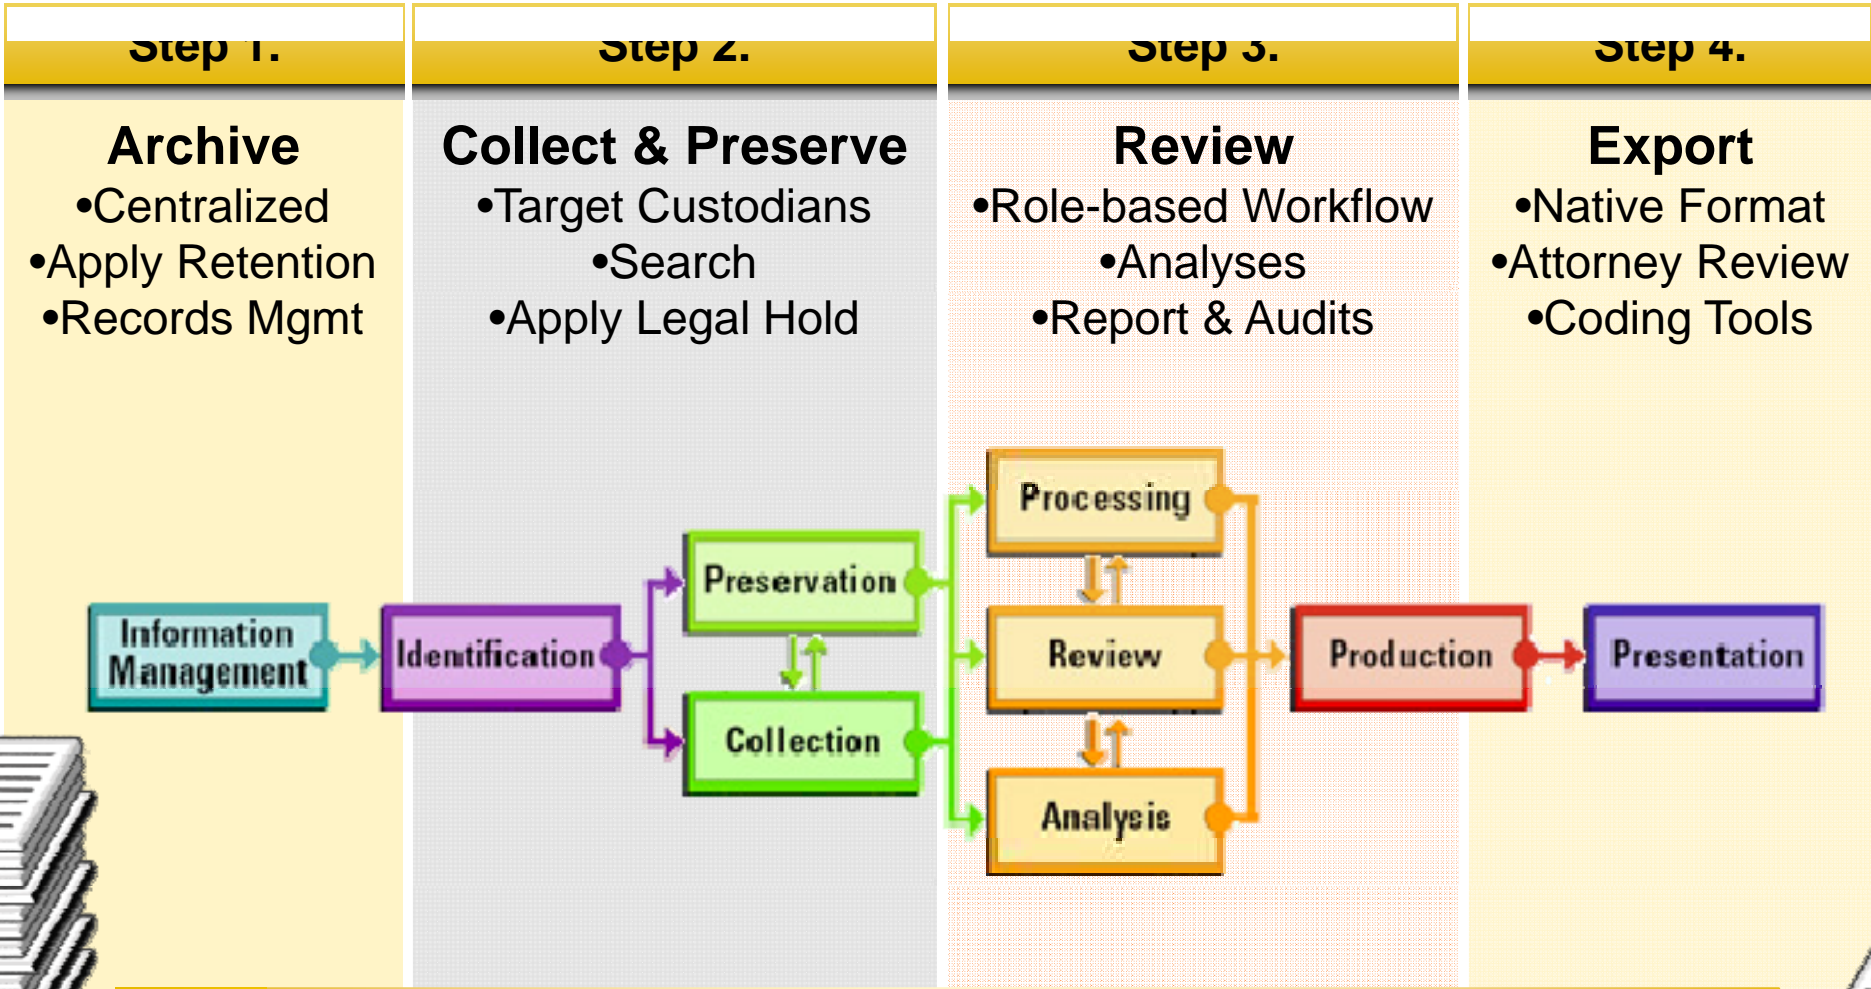 Step 1.
Archive
•Centralized
•Apply Retention
•Records Mgmt
Step 2.
Collect & Preserve
•Target Custodians
•Search
•Apply Legal Hold
Step 3.
Review
•Role-based Workflow
•Analyses
•Report & Audits
Step 4.
Export
•Native Format
•Attorney Review
•Coding Tools
Information
Management
Identification
Preservation
Collection
Processing
Review
Analysis
Production
Presentation